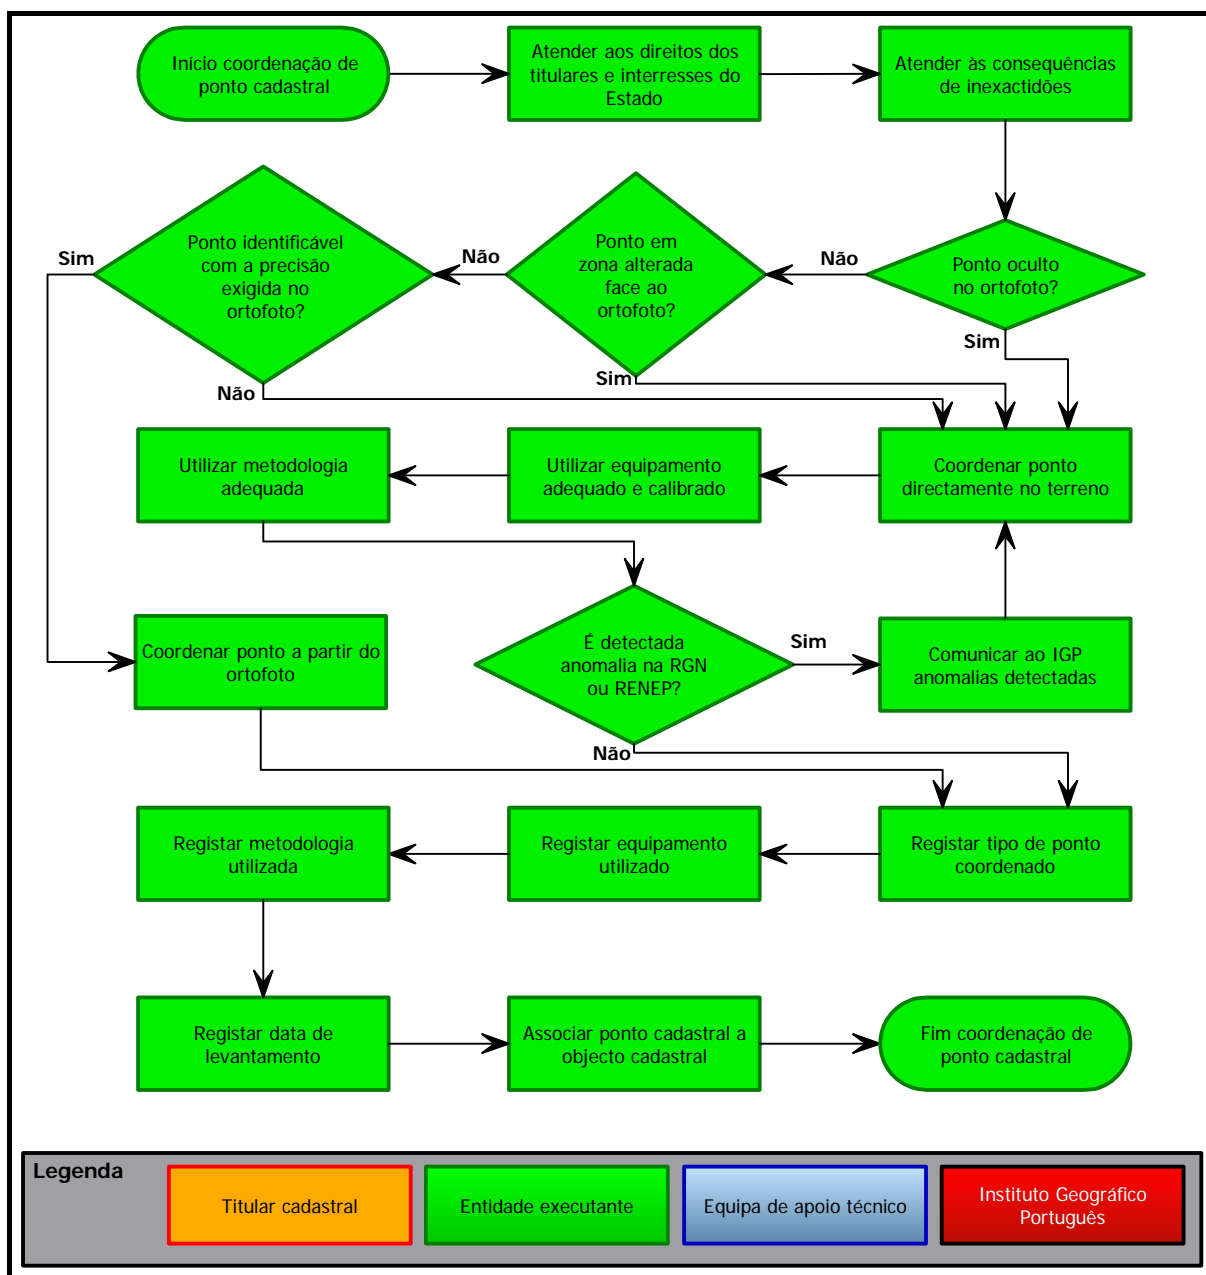 Início coordenação de
ponto cadastral
Atender aos direitos dos
titulares e interresses do
Estado
Atender às consequências
de inexactidões
Ponto oculto
no ortofoto?
Não
Sim
Ponto em
zona alterada
face ao
ortofoto?
Não
Sim
Ponto identificável
com a precisão
exigida no
ortofoto?
Sim
Não
Coordenar ponto
directamente no terreno
Utilizar equipamento
adequado e calibrado
Utilizar metodologia
adequada
É detectada
anomalia na RGN
ou RENEP?
Sim
Não
Comunicar ao IGP
anomalias detectadas
Coordenar ponto a partir do
ortofoto
Registar tipo de ponto
coordenado
Registar equipamento
utilizado
Registar metodologia
utilizada
Registar data de
levantamento
Associar ponto cadastral a
objecto cadastral
Fim coordenação de
ponto cadastral
Legenda
Titular cadastral
Entidade executante
Equipa de apoio técnico
Instituto Geográfico
Português